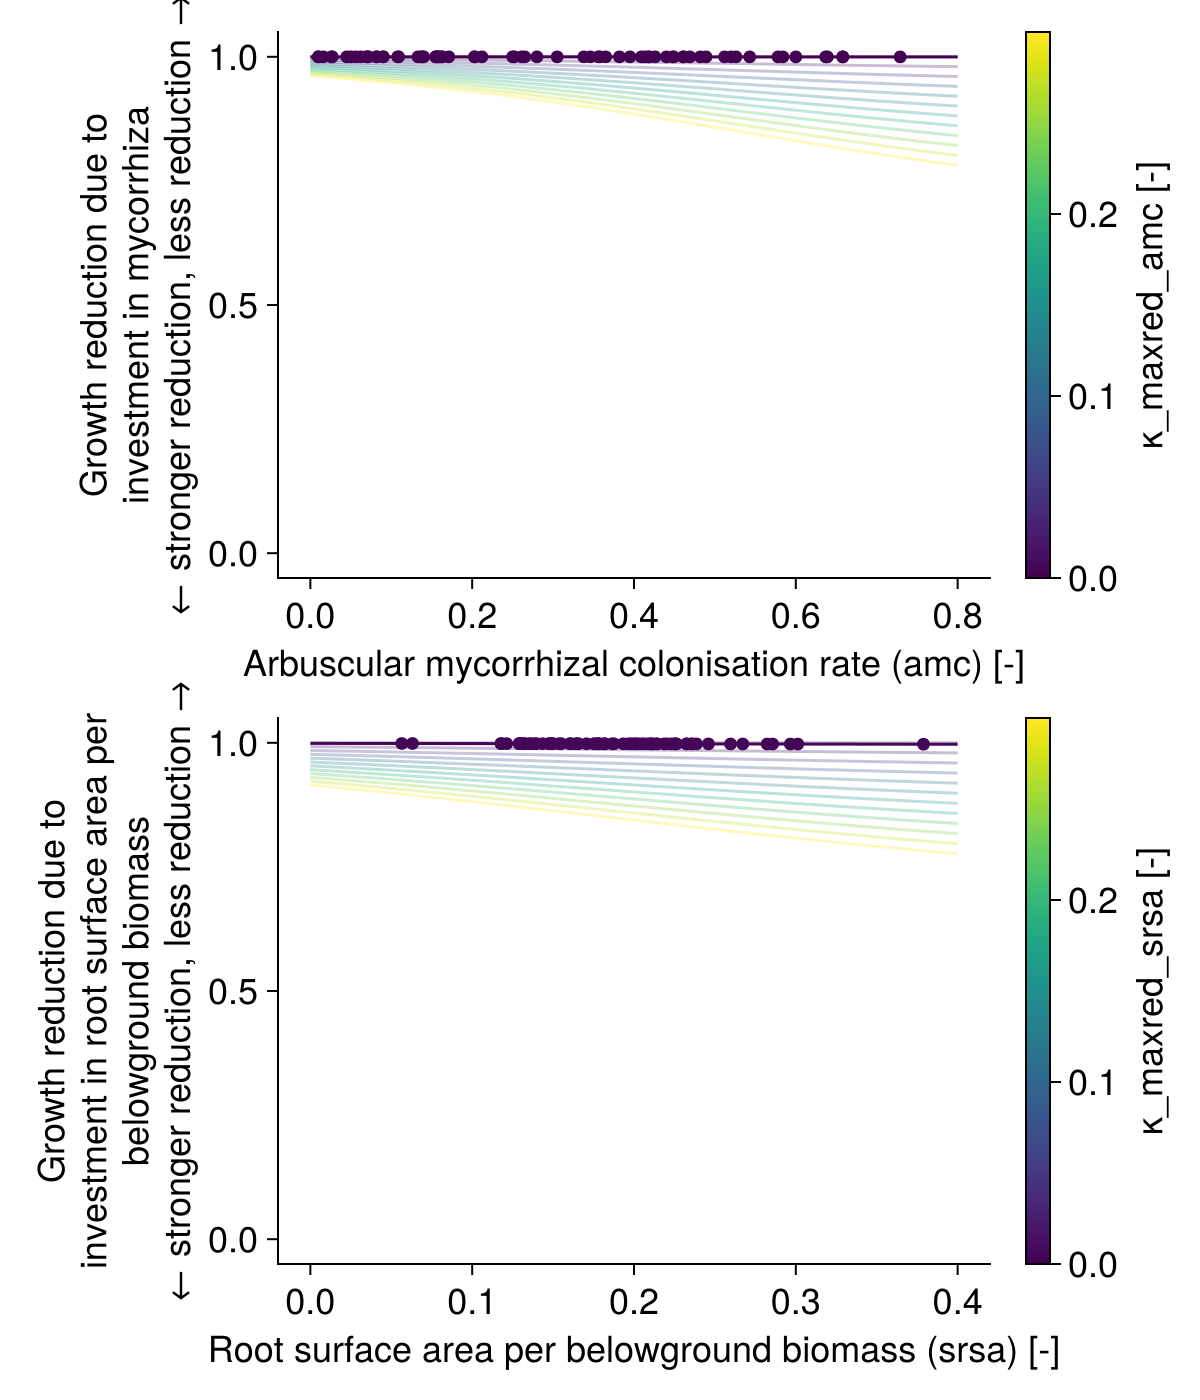 Growth reduction due to
investment in mycorrhiza
← stronger reduction, less reduction →
1.0
0.5
0.0
0.0 0.2 0.4 0.6 0.8
Arbuscular mycorrhizal colonisation rate (amc) [-]
0.2
0.1
0.0
κ_maxred_amc [-]
Growth reduction due to
investment in root surface area per
belowground biomass
← stronger reduction, less reduction →
1.0
0.5
0.0
0.0 0.1 0.2 0.3 0.4
Root surface area per belowground biomass (srsa) [-]
0.2
0.1
0.0
κ_maxred_srsa [-]